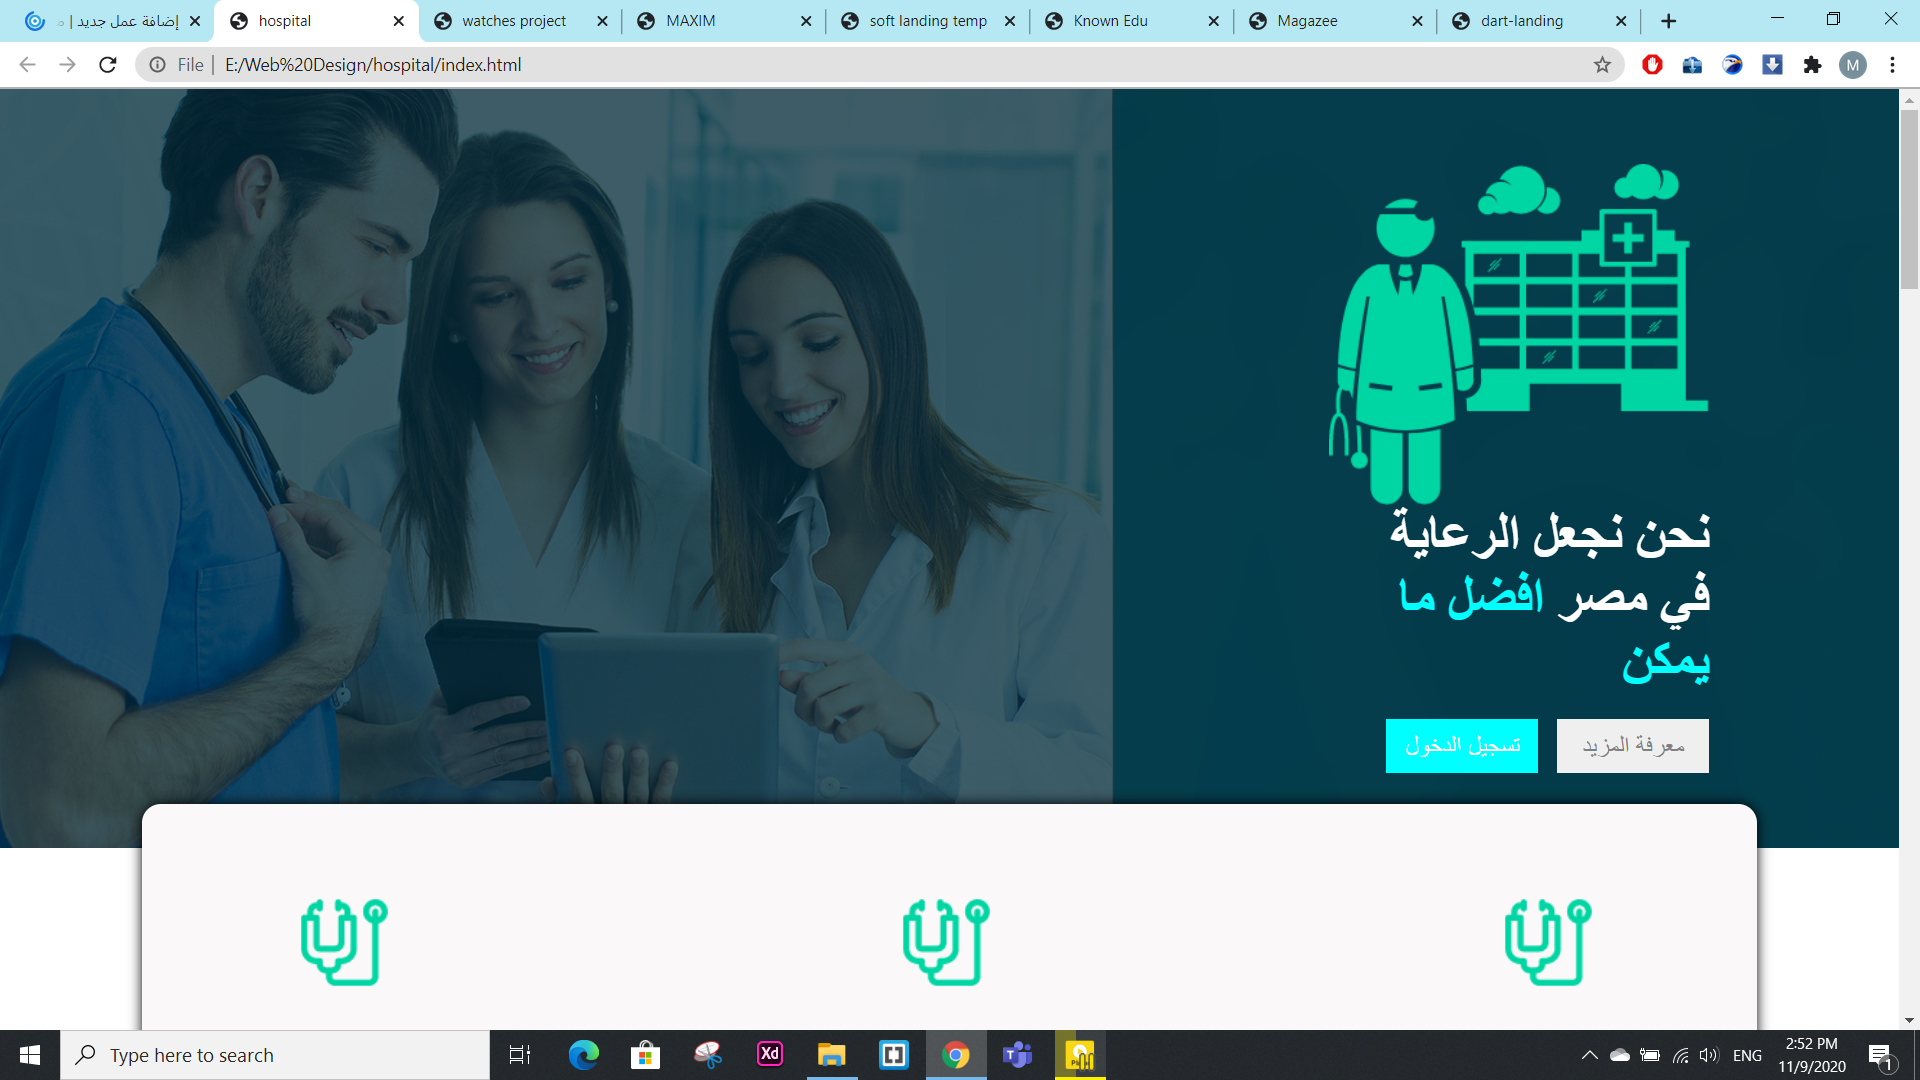 إضافة عمل جديد |
hospital
watches project
MAXIM
soft landing temp
Known Edu
Magazee
dart-landing
File
E:/Web%20Design/hospital/index.html
M
نحن نجعل الرعاية
في مصر افضل ما
يمكن
معرفة المزيد
تسجيل الدخول
Type here to search
Xd
ENG
2:52 PM
11/9/2020
1